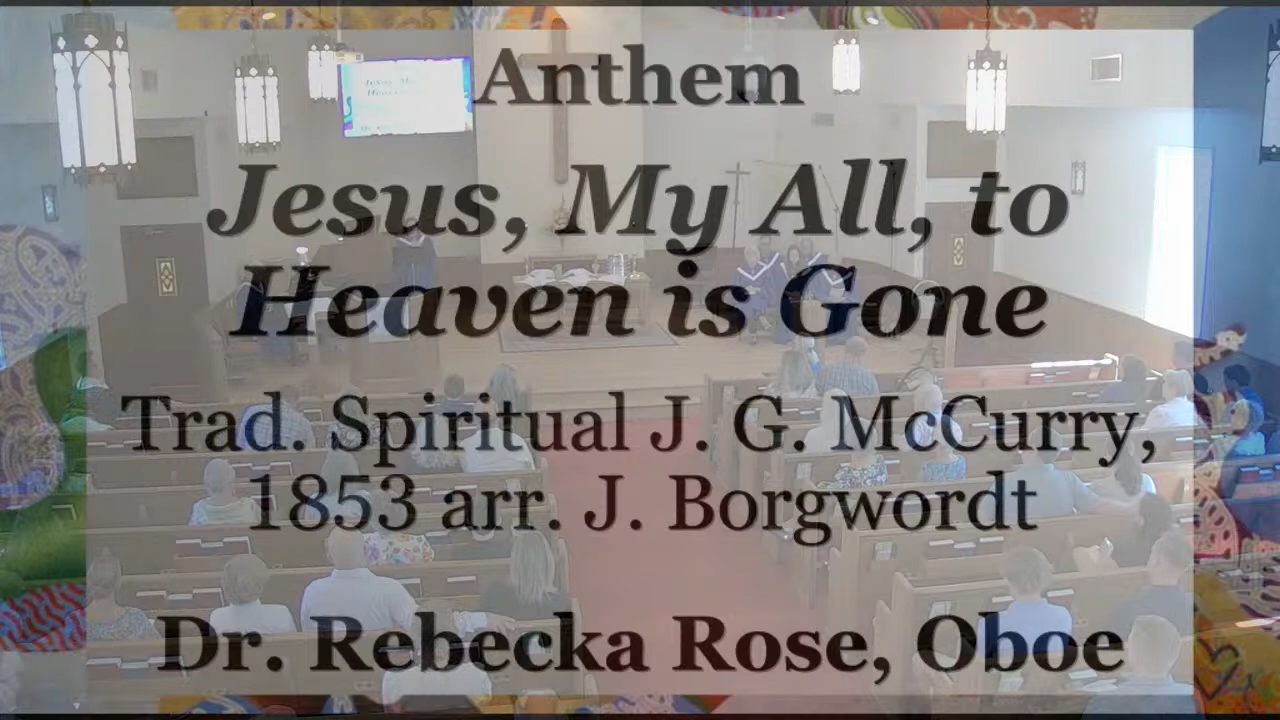 Anthem
Jesus, My All, to
Heaven is Gone
Trad. Spiritual J. G. McCurry,
1853 arr. J. Borgwordt
Dr. Rebecka Rose, Oboe